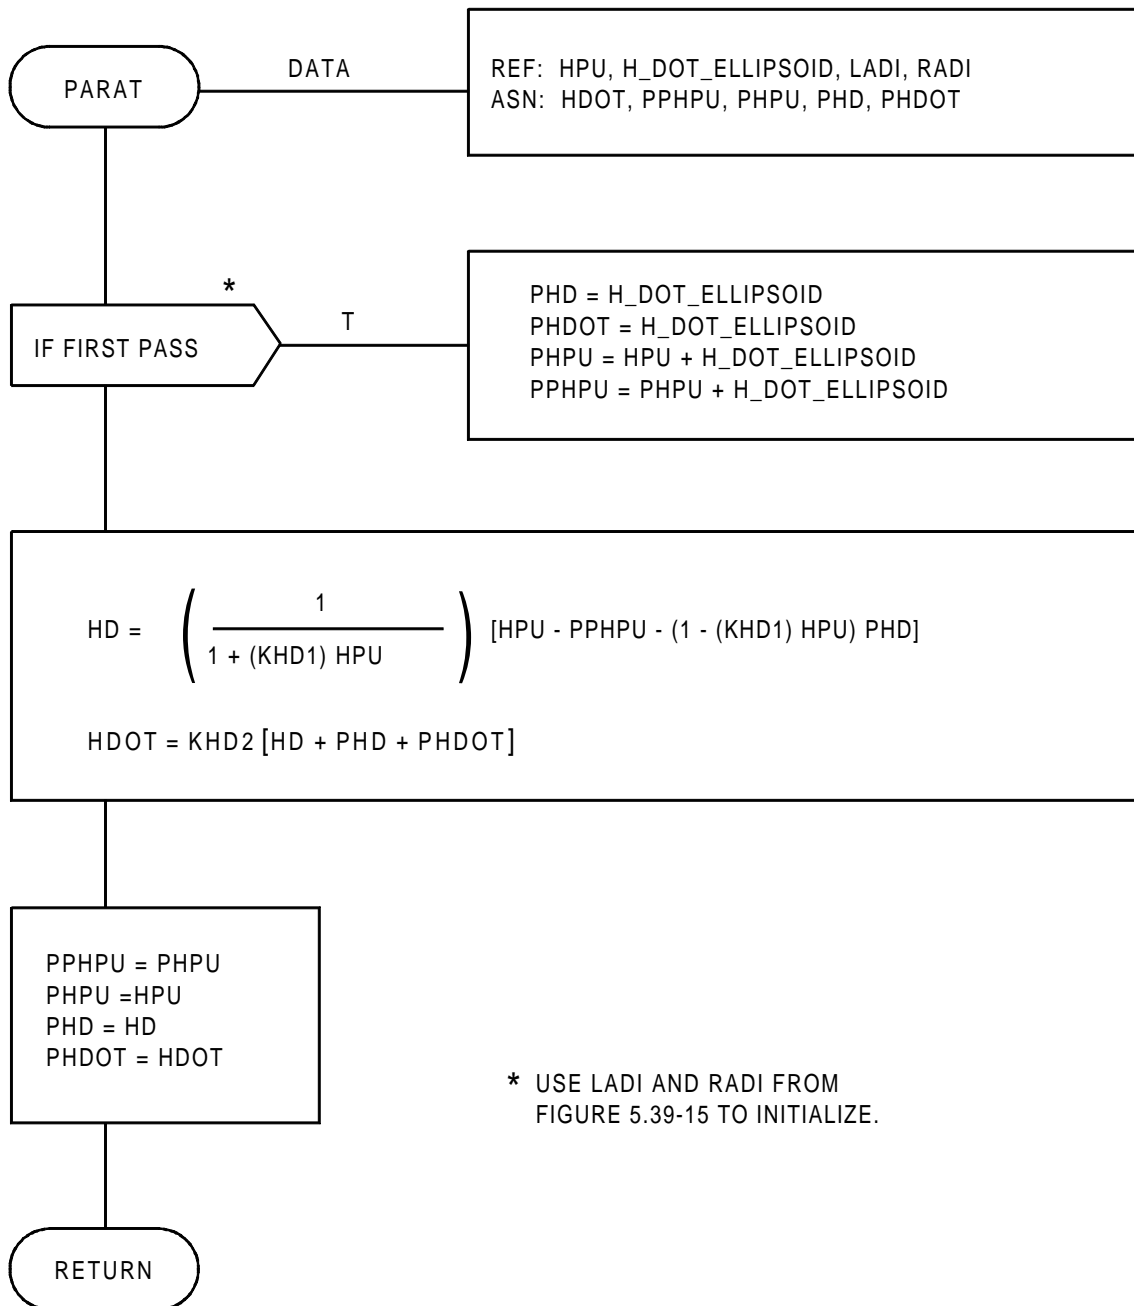 PARAT
DATA
REF: HPU, H_DOT_ELLIPSOID, LADI, RADI
ASN: HDOT, PPHPU, PHPU, PHD, PHDOT
*
IF FIRST PASS
T
PHD = H_DOT_ELLIPSOID
PHDOT = H_DOT_ELLIPSOID
PHPU = HPU + H_DOT_ELLIPSOID
PPHPU = PHPU + H_DOT_ELLIPSOID
HD = ( 1 / 1 + (KHD1) HPU ) [HPU - PPHPU - (1 - (KHD1) HPU) PHD]
HDOT = KHD2 [HD + PHD + PHDOT]
PPHPU = PHPU
PHPU =HPU
PHD = HD
PHDOT = HDOT
* USE LADI AND RADI FROM
FIGURE 5.39-15 TO INITIALIZE.
RETURN